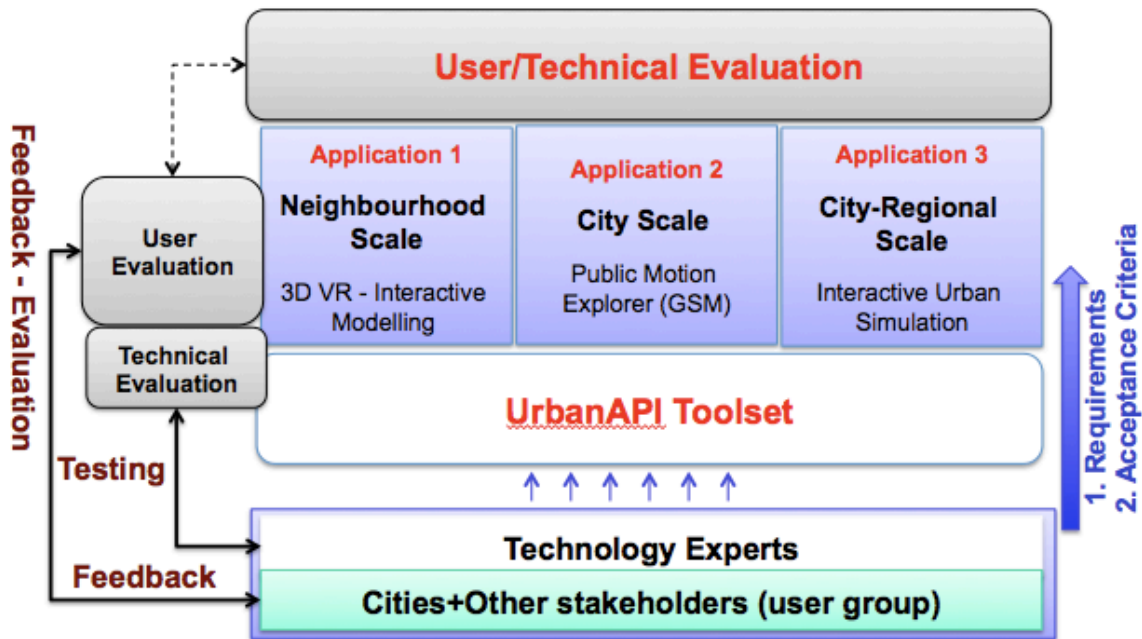 User/Technical Evaluation
Application 1
Neighbourhood
Scale
3D VR - Interactive
Modelling
Application 2
City Scale
Public Motion
Explorer (GSM)
Application 3
City-Regional
Scale
Interactive Urban
Simulation
User
Evaluation
Technical
Evaluation
UrbanAPI Toolset
Feedback - Evaluation
Testing
Feedback
Technology Experts
Cities+Other stakeholders (user group)
1. Requirements
2. Acceptance Criteria